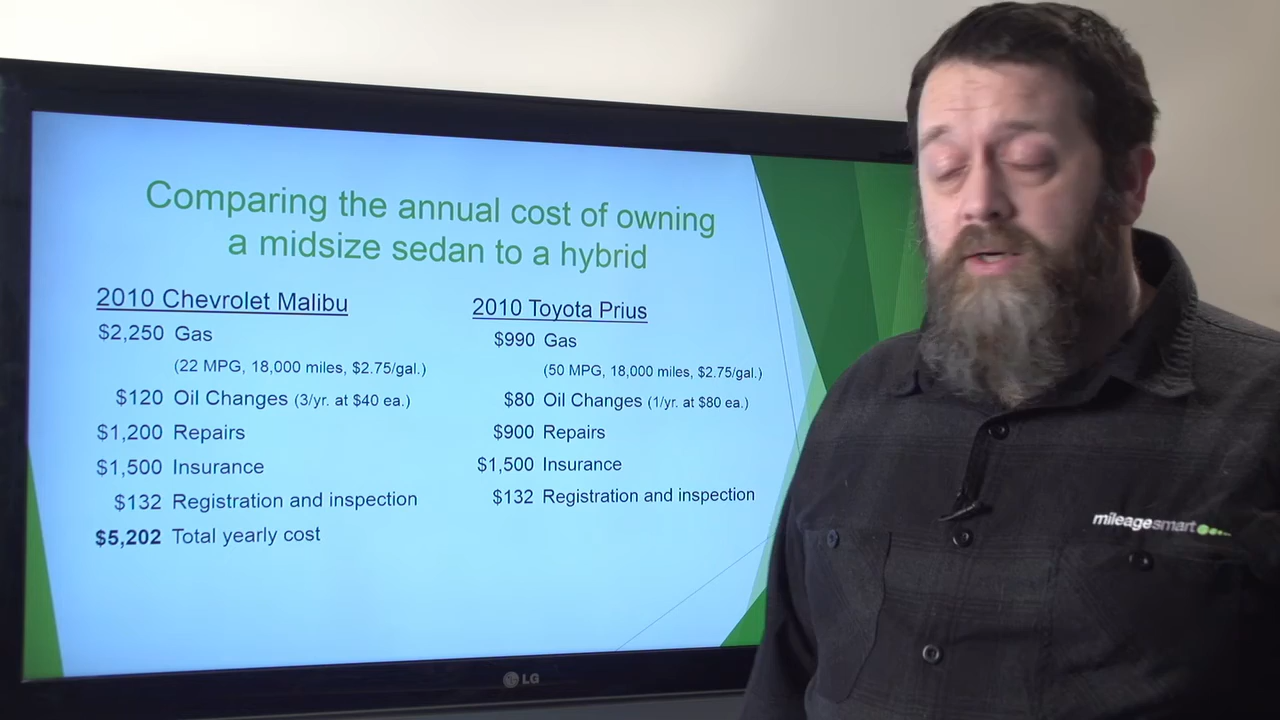 Comparing the annual cost of owning
a midsize sedan to a hybrid
2010 Chevrolet Malibu
$2,250 Gas
(22 MPG, 18,000 miles, $2.75/gal.)
$120 Oil Changes (3/yr. at $40 ea.)
$1,200 Repairs
$1,500 Insurance
$132 Registration and inspection
$5,202 Total yearly cost
2010 Toyota Prius
$990 Gas
(50 MPG, 18,000 miles, $2.75/gal.)
$80 Oil Changes (1/yr. at $80 ea.)
$900 Repairs
$1,500 Insurance
$132 Registration and inspection
mileagesmart
LG